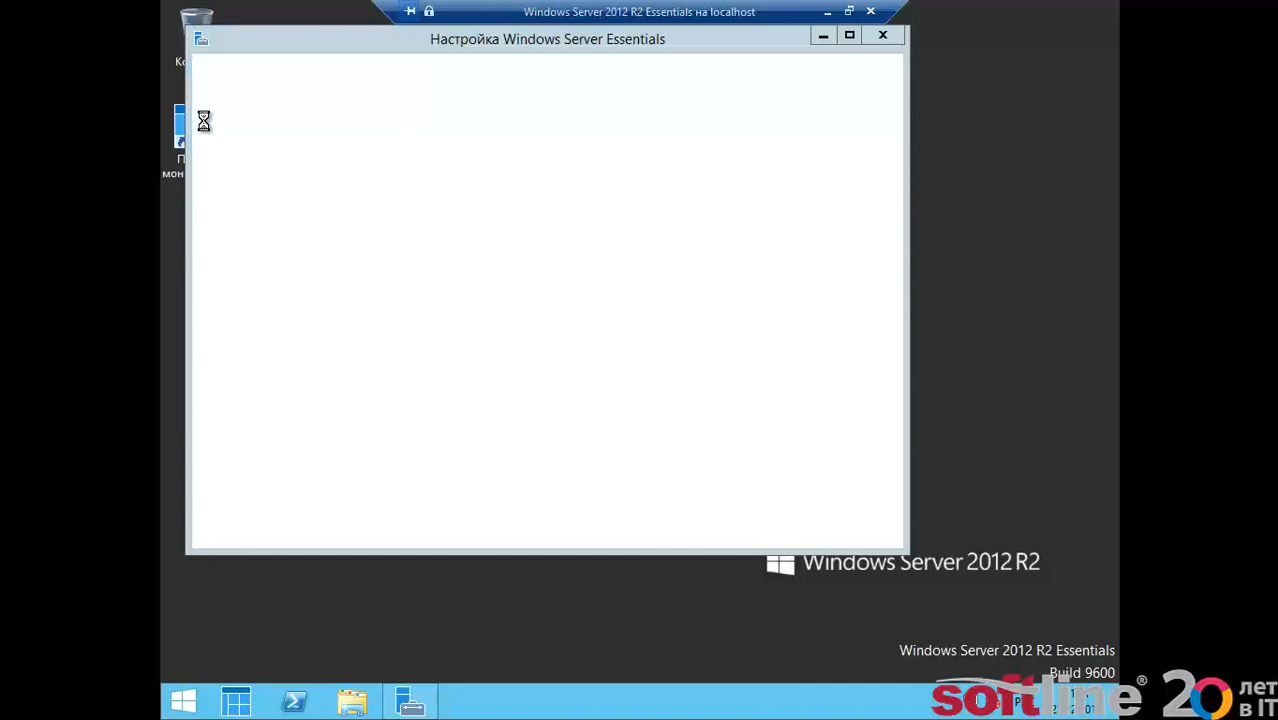 Windows Server 2012 R2 Essentials на localhost
Настройка Windows Server Essentials
мон
Windows Server 2012 R2
Windows Server 2012 R2 Essentials
Build 9600
softline® 20 лет в IT